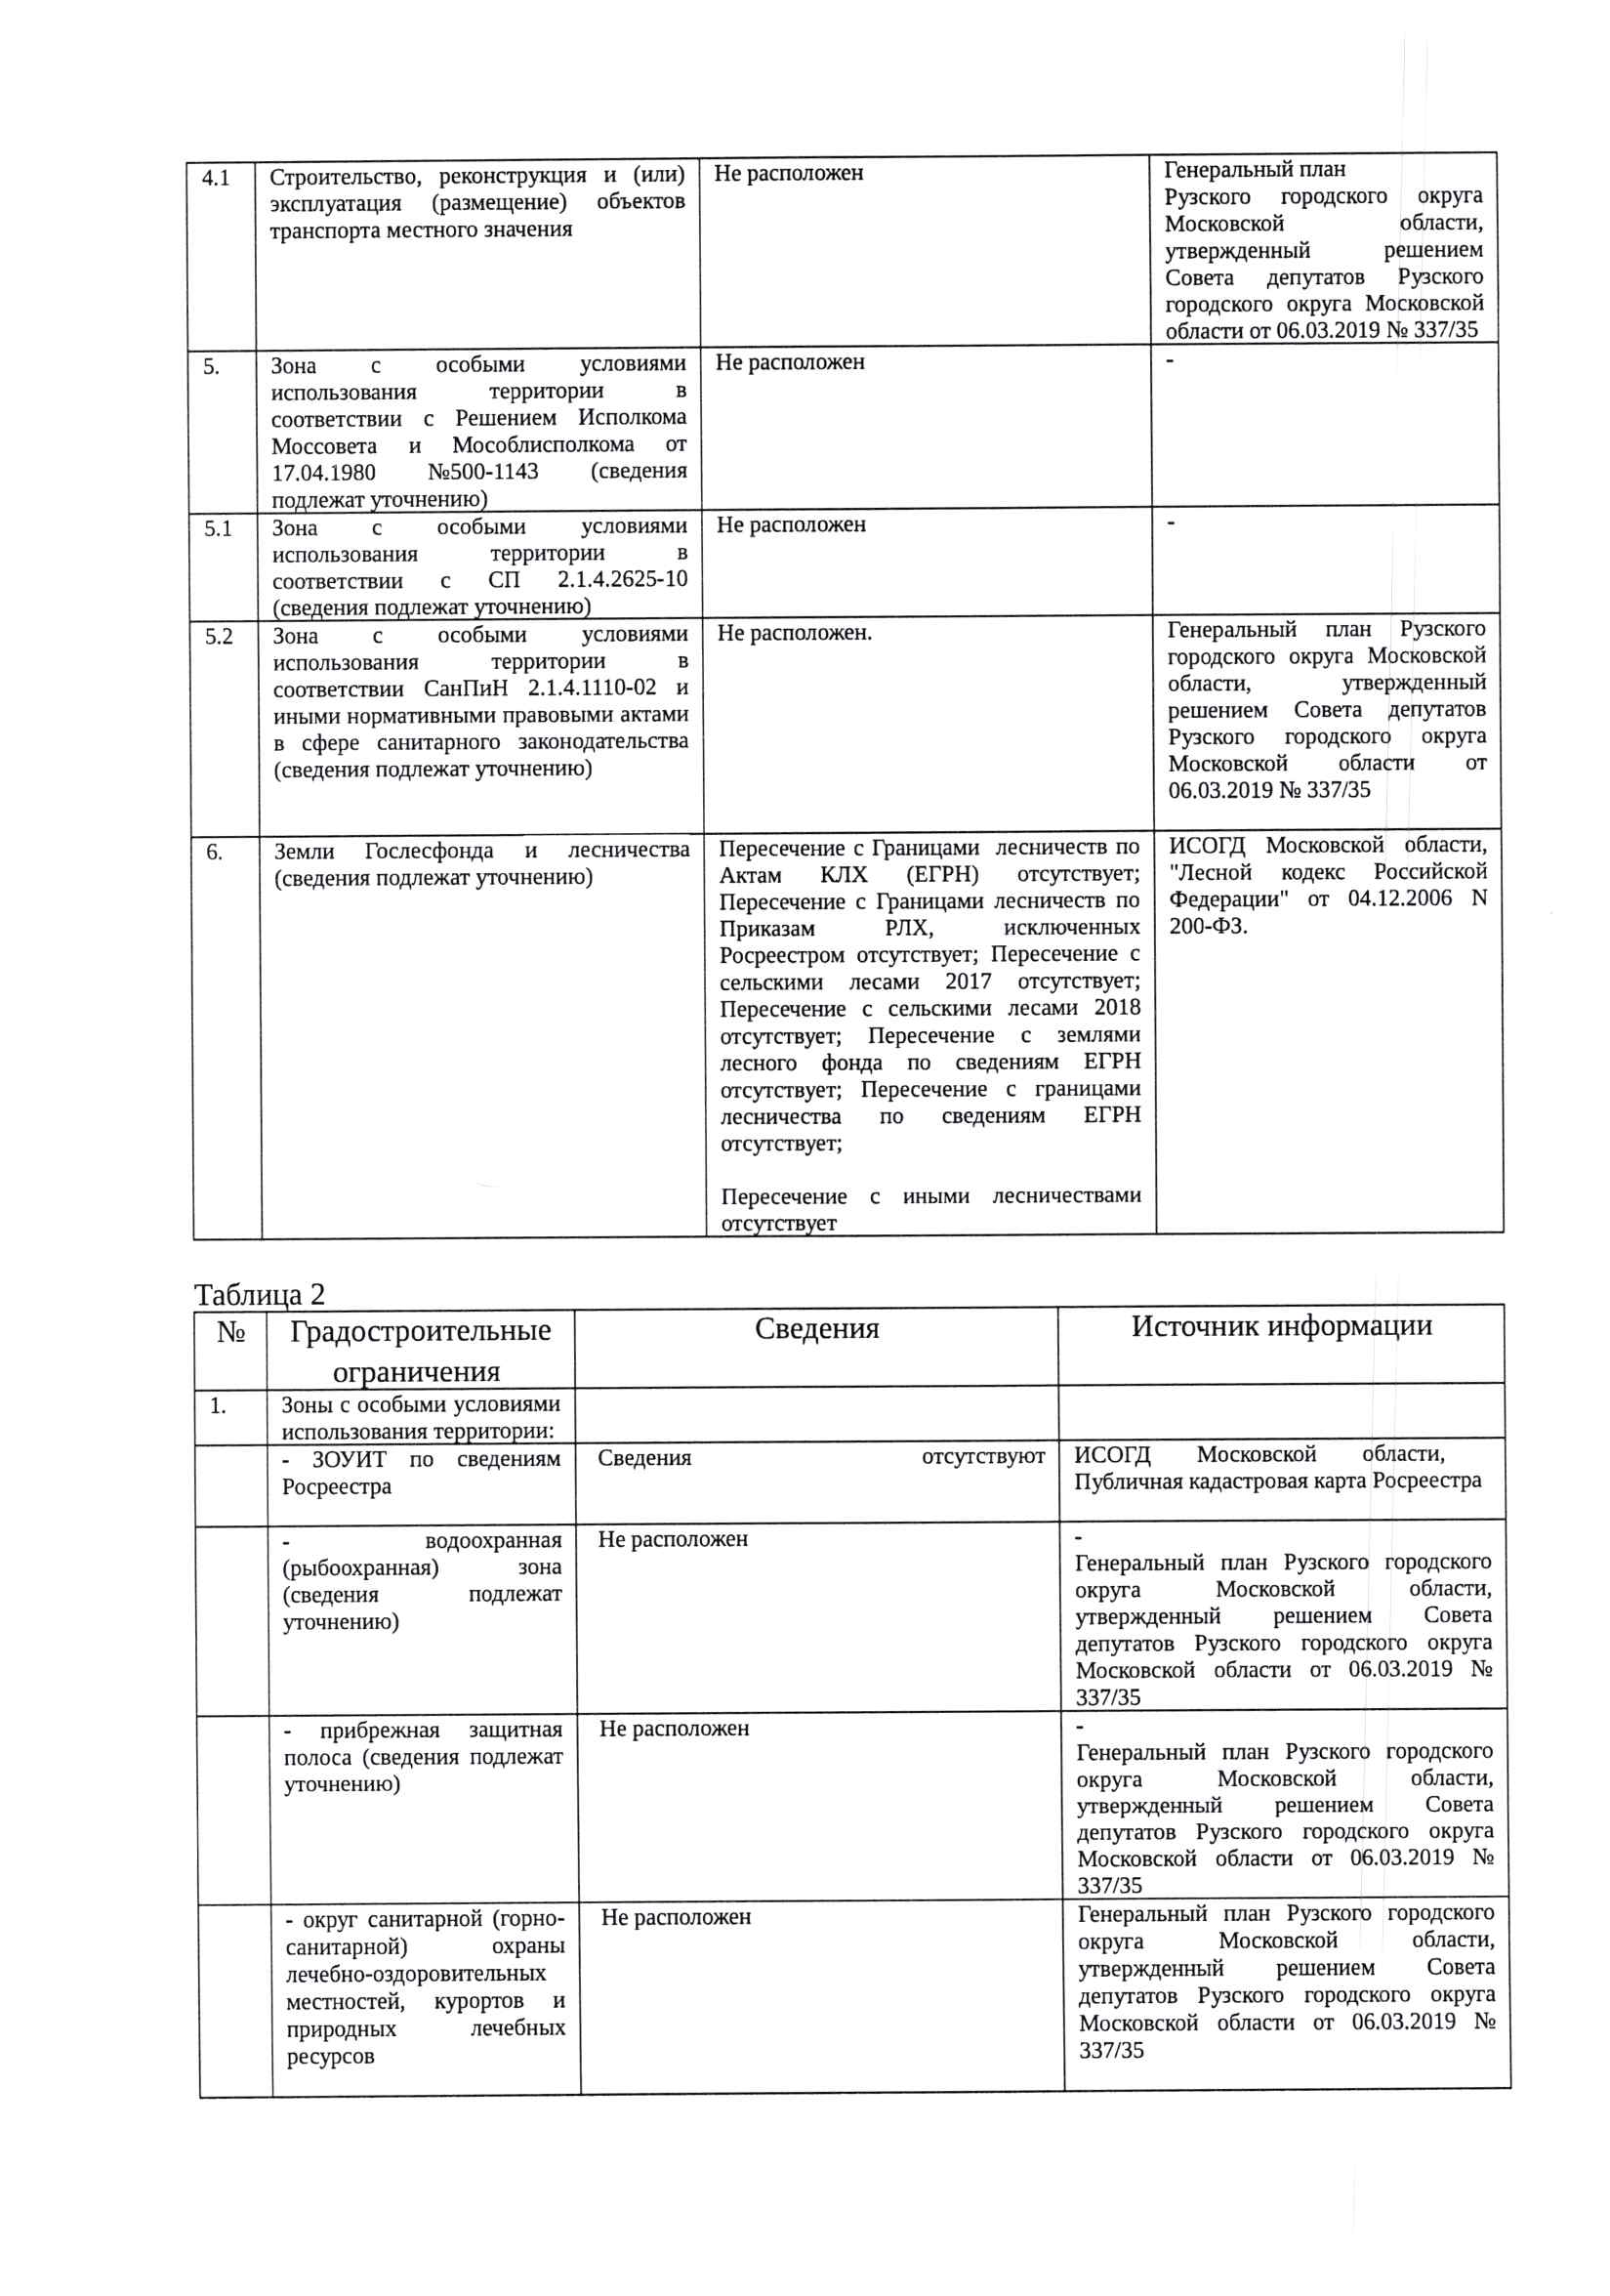 4.1
Строительство, реконструкция и (или)
эксплуатация (размещение) объектов
транспорта местного значения
Не расположен
Генеральный план
Рузского городского округа
Московской области,
утвержденный решением
Совета депутатов Рузского
городского округа Московской
области от 06.03.2019 № 337/35
5.
Зона с особыми условиями
использования территории в
соответствии с Решением Исполкома
Моссовета и Мособлисполкома от
17.04.1980 №500-1143 (сведения
подлежат уточнению)
Не расположен
-
5.1
Зона с особыми условиями
использования территории в
соответствии с СП 2.1.4.2625-10
(сведения подлежат уточнению)
Не расположен
-
5.2
Зона с особыми условиями
использования территории в
соответствии СанПиН 2.1.4.1110-02 и
иными нормативными правовыми актами
в сфере санитарного законодательства
(сведения подлежат уточнению)
Не расположен.
Генеральный план Рузского
городского округа Московской
области, утвержденный
решением Совета депутатов
Рузского городского округа
Московской области от
06.03.2019 № 337/35
6.
Земли Гослесфонда и лесничества
(сведения подлежат уточнению)
Пересечение с Границами лесничеств по
Актам КЛХ (ЕГРН) отсутствует;
Пересечение с Границами лесничеств по
Приказам РЛХ, исключенных
Росреестром отсутствует; Пересечение с
сельскими лесами 2017 отсутствует;
Пересечение с сельскими лесами 2018
отсутствует; Пересечение с землями
лесного фонда по сведениям ЕГРН
отсутствует; Пересечение с границами
лесничества по сведениям ЕГРН
отсутствует;
Пересечение с иными лесничествами
отсутствует
ИСОГД Московской области,
"Лесной кодекс Российской
Федерации" от 04.12.2006 N
200-ФЗ.
Таблица 2
№
Градостроительные
ограничения
Сведения
Источник информации
1.
Зоны с особыми условиями
использования территории:
- ЗОУИТ по сведениям
Росреестра
Сведения отсутствуют
ИСОГД Московской области,
Публичная кадастровая карта Росреестра
- водоохранная
(рыбоохранная) зона
(сведения подлежат
уточнению)
Не расположен
-
Генеральный план Рузского городского
округа Московской области,
утвержденный решением Совета
депутатов Рузского городского округа
Московской области от 06.03.2019 №
337/35
- прибрежная защитная
полоса (сведения подлежат
уточнению)
Не расположен
-
Генеральный план Рузского городского
округа Московской области,
утвержденный решением Совета
депутатов Рузского городского округа
Московской области от 06.03.2019 №
337/35
- округ санитарной (горно-
санитарной) охраны
лечебно-оздоровительных
местностей, курортов и
природных лечебных
ресурсов
Не расположен
Генеральный план Рузского городского
округа Московской области,
утвержденный решением Совета
депутатов Рузского городского округа
Московской области от 06.03.2019 №
337/35